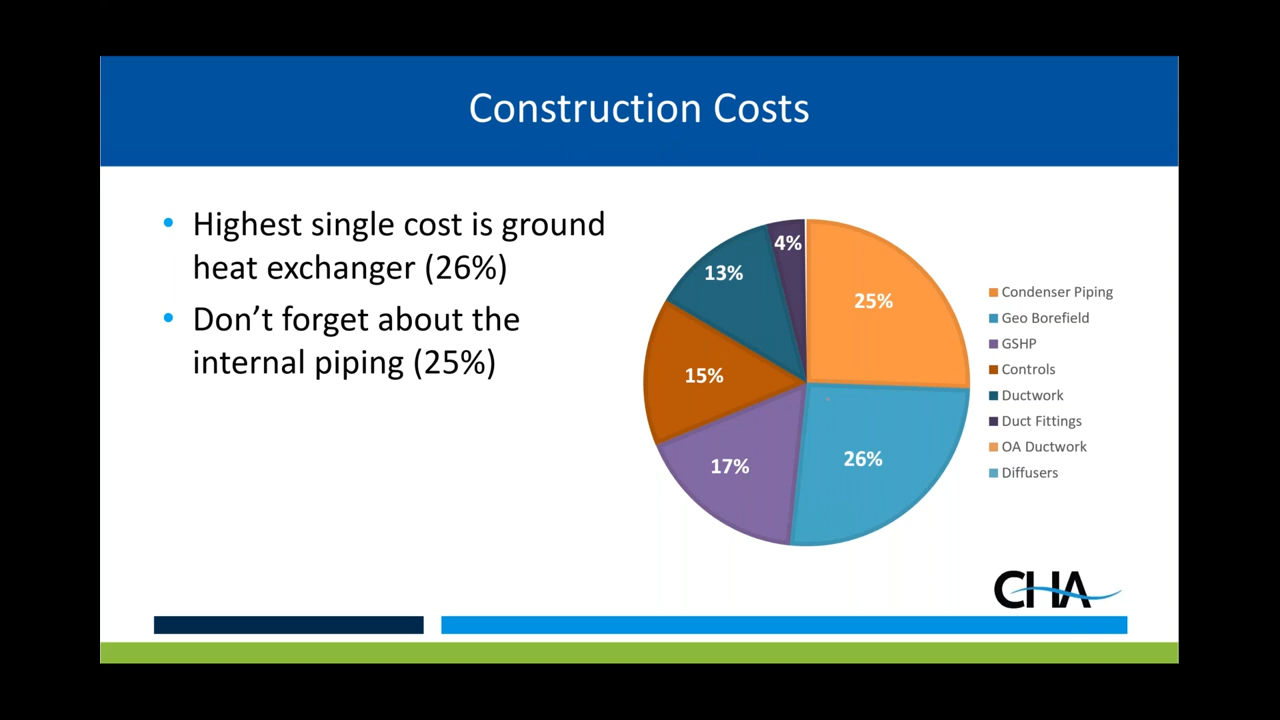 Construction Costs
• Highest single cost is ground
heat exchanger (26%)
• Don't forget about the
internal piping (25%)
4%
13%
25%
15%
17%
26%
Condenser Piping
Geo Borefield
GSHP
Controls
Ductwork
Duct Fittings
OA Ductwork
Diffusers
CHA